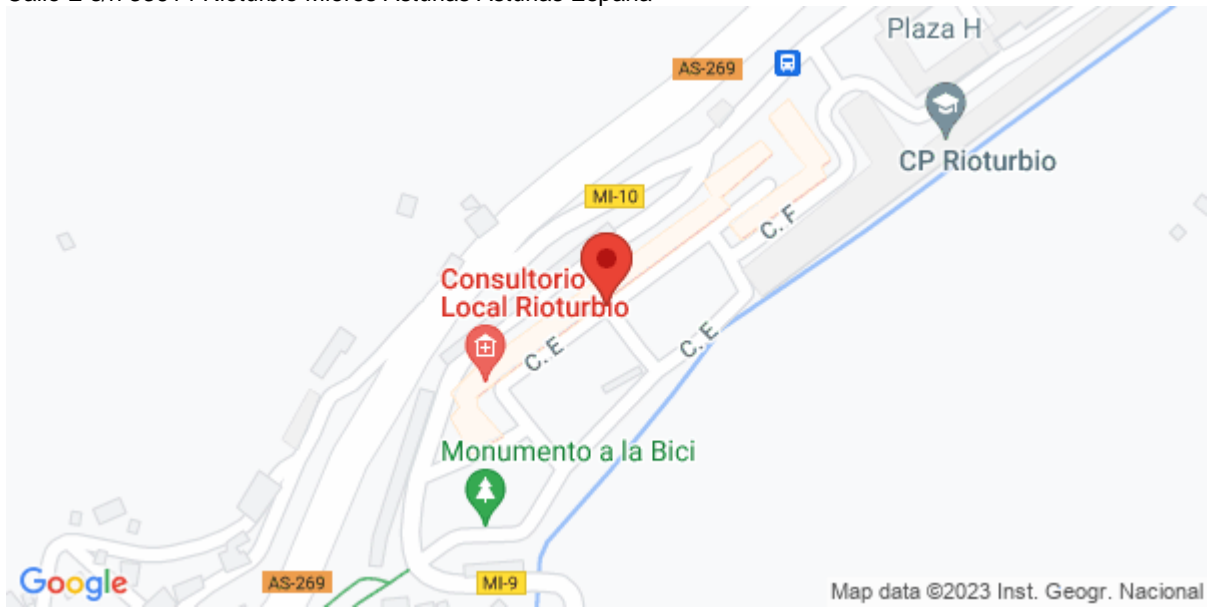 Plaza H
AS-269
CP Rioturbio
MI-10
C. F
Consultorio
Local Rioturbio
C. E
C. E
Monumento a la Bici
Google
AS-269
MI-9
Map data ©2023 Inst. Geogr. Nacional